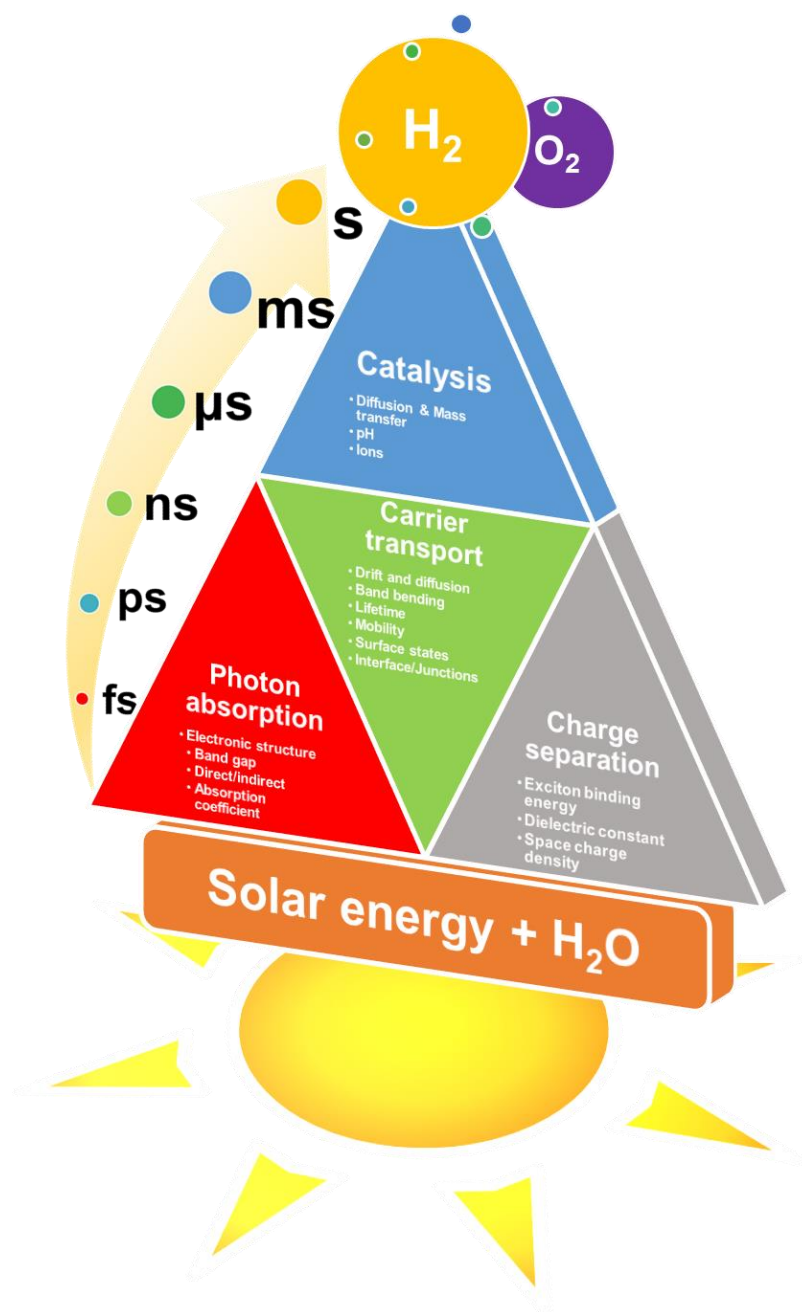 H₂
O₂
s
ms
µs
ns
ps
fs
Catalysis
• Diffusion & Mass
transfer
• pH
• Ions
Carrier
transport
• Drift and diffusion
• Band bending
• Lifetime
• Mobility
• Surface states
• Interface/Junctions
Photon
absorption
• Electronic structure
• Band gap
• Direct/indirect
• Absorption
coefficient
Charge
separation
• Exciton binding
energy
• Dielectric constant
• Space charge
density
Solar energy + H₂O